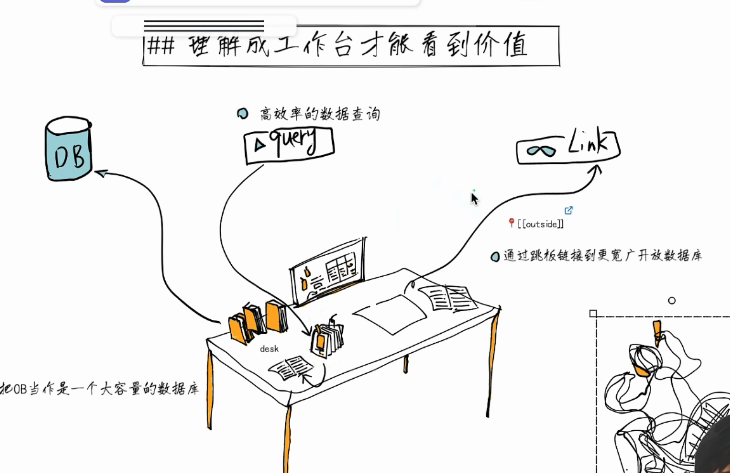 ## 理解成工作台才能看到价值
高效率的数据查询
DB
query
Link
[[outside]]
通过跳板链接到更宽广开放数据库
desk
把OB当作是一个大容量的数据库